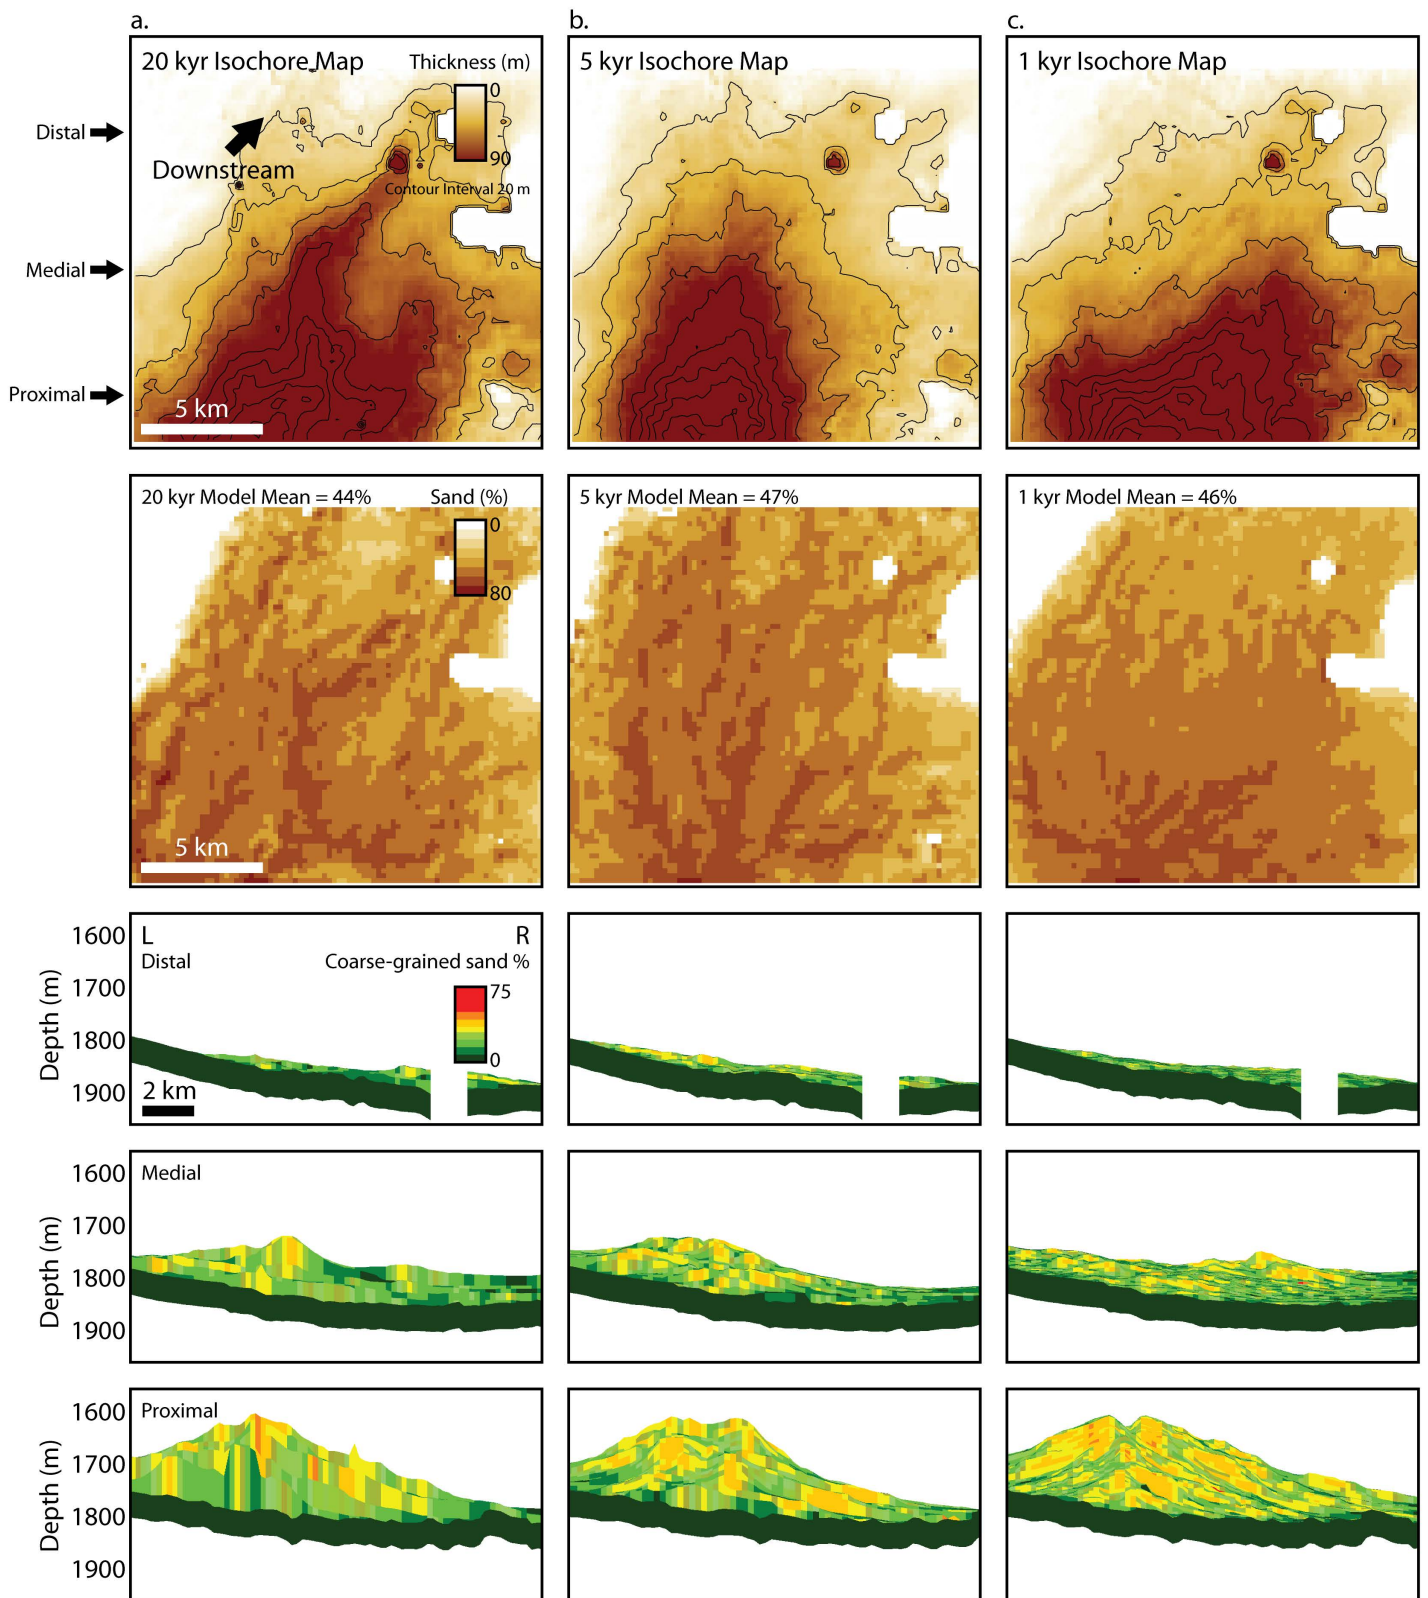 a.
b.
c.
20 kyr Isochore Map
Thickness (m)
0
90
Contour Interval 20 m
Downstream
5 km
5 kyr Isochore Map
1 kyr Isochore Map
Distal
Medial
Proximal
20 kyr Model Mean = 44%
Sand (%)
0
80
5 km
5 kyr Model Mean = 47%
1 kyr Model Mean = 46%
Depth (m)
1600
1700
1800
1900
L
R
Distal
Coarse-grained sand %
75
0
2 km
Depth (m)
1600
1700
1800
1900
Medial
Depth (m)
1600
1700
1800
1900
Proximal